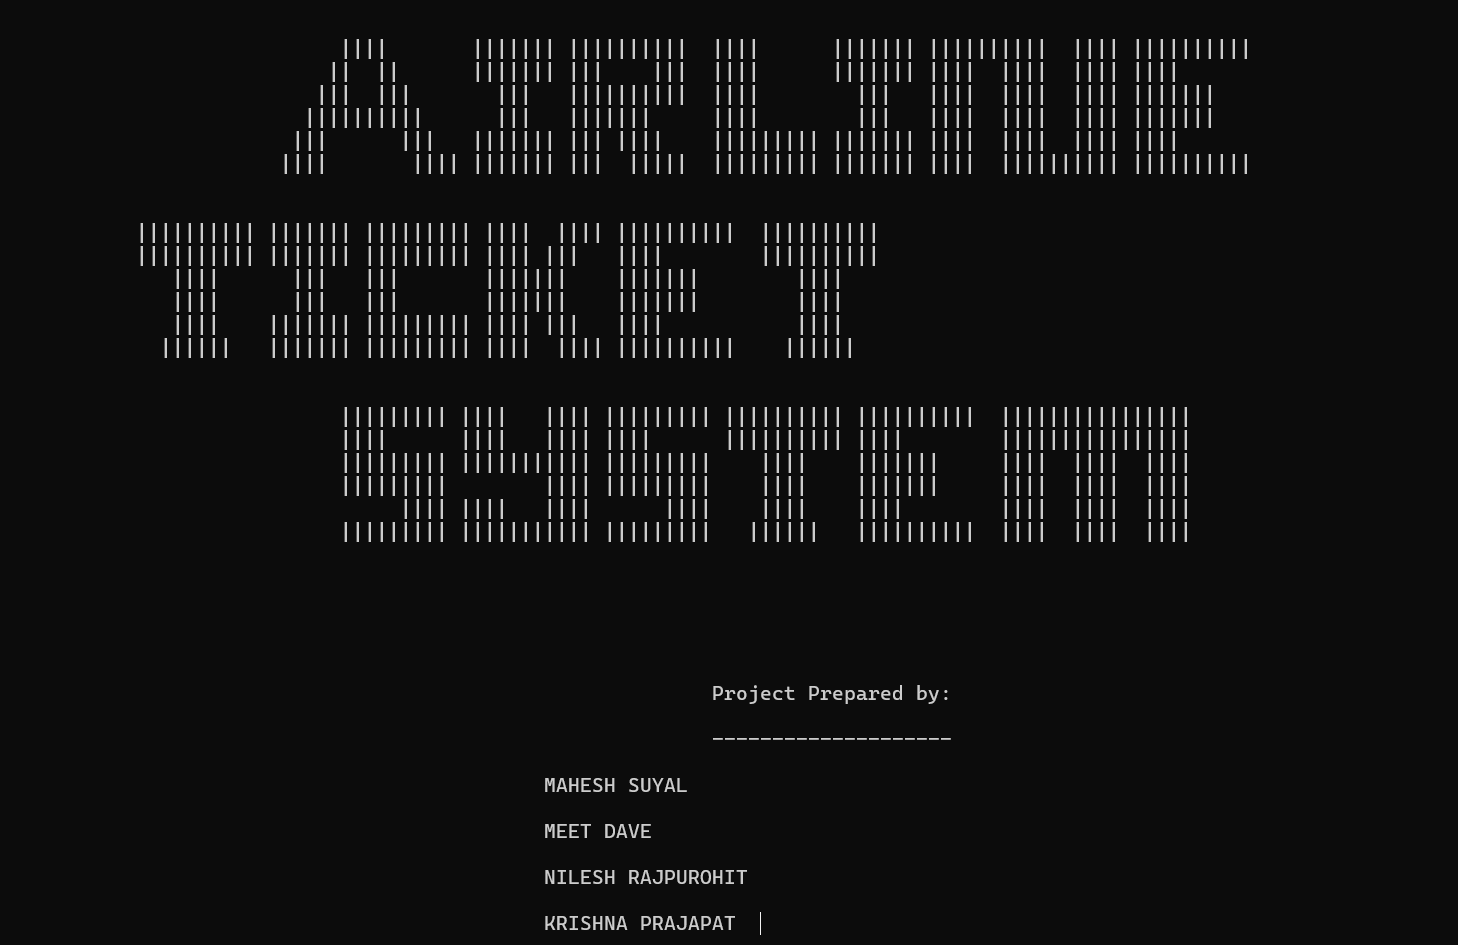 AIRLINE
TICKET
SYSTEM
Project Prepared by:
--------------------
MAHESH SUYAL
MEET DAVE
NILESH RAJPUROHIT
KRISHNA PRAJAPAT